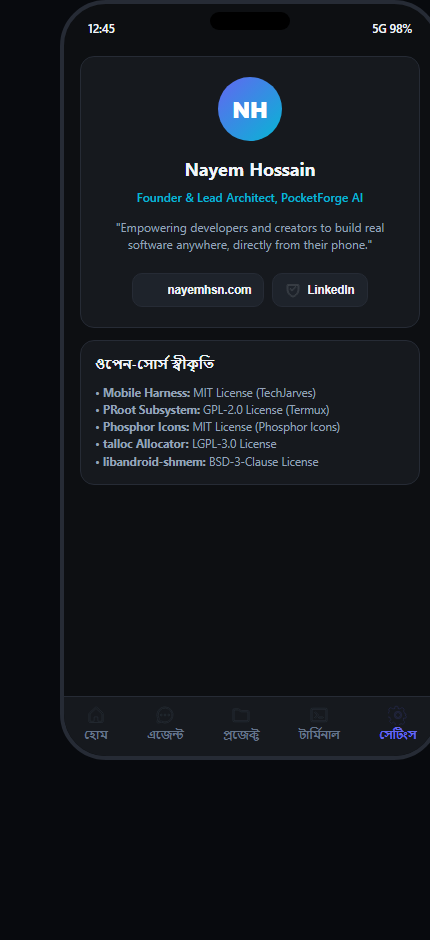 12:45
5G 98%
NH
Nayem Hossain
Founder & Lead Architect, PocketForge AI
"Empowering developers and creators to build real
software anywhere, directly from their phone."
nayemhsn.com
LinkedIn
ওপেন-সোর্স স্বীকৃতি
• Mobile Harness: MIT License (TechJarves)
• PRoot Subsystem: GPL-2.0 License (Termux)
• Phosphor Icons: MIT License (Phosphor Icons)
• talloc Allocator: LGPL-3.0 License
• libandroid-shmem: BSD-3-Clause License
হোম
এজেন্ট
প্রজেক্ট
টার্মিনাল
সেটিংস